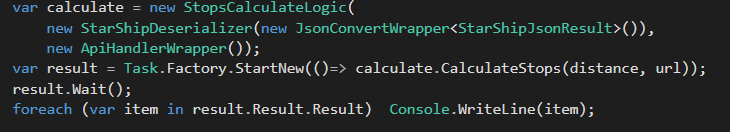 var calculate = new StopsCalculateLogic(
new StarShipDeserializer(new JsonConvertWrapper<StarShipJsonResult>()),
new ApiHandlerWrapper());
var result = Task.Factory.StartNew(()=> calculate.CalculateStops(distance, url));
result.Wait();
foreach (var item in result.Result.Result)  Console.WriteLine(item);